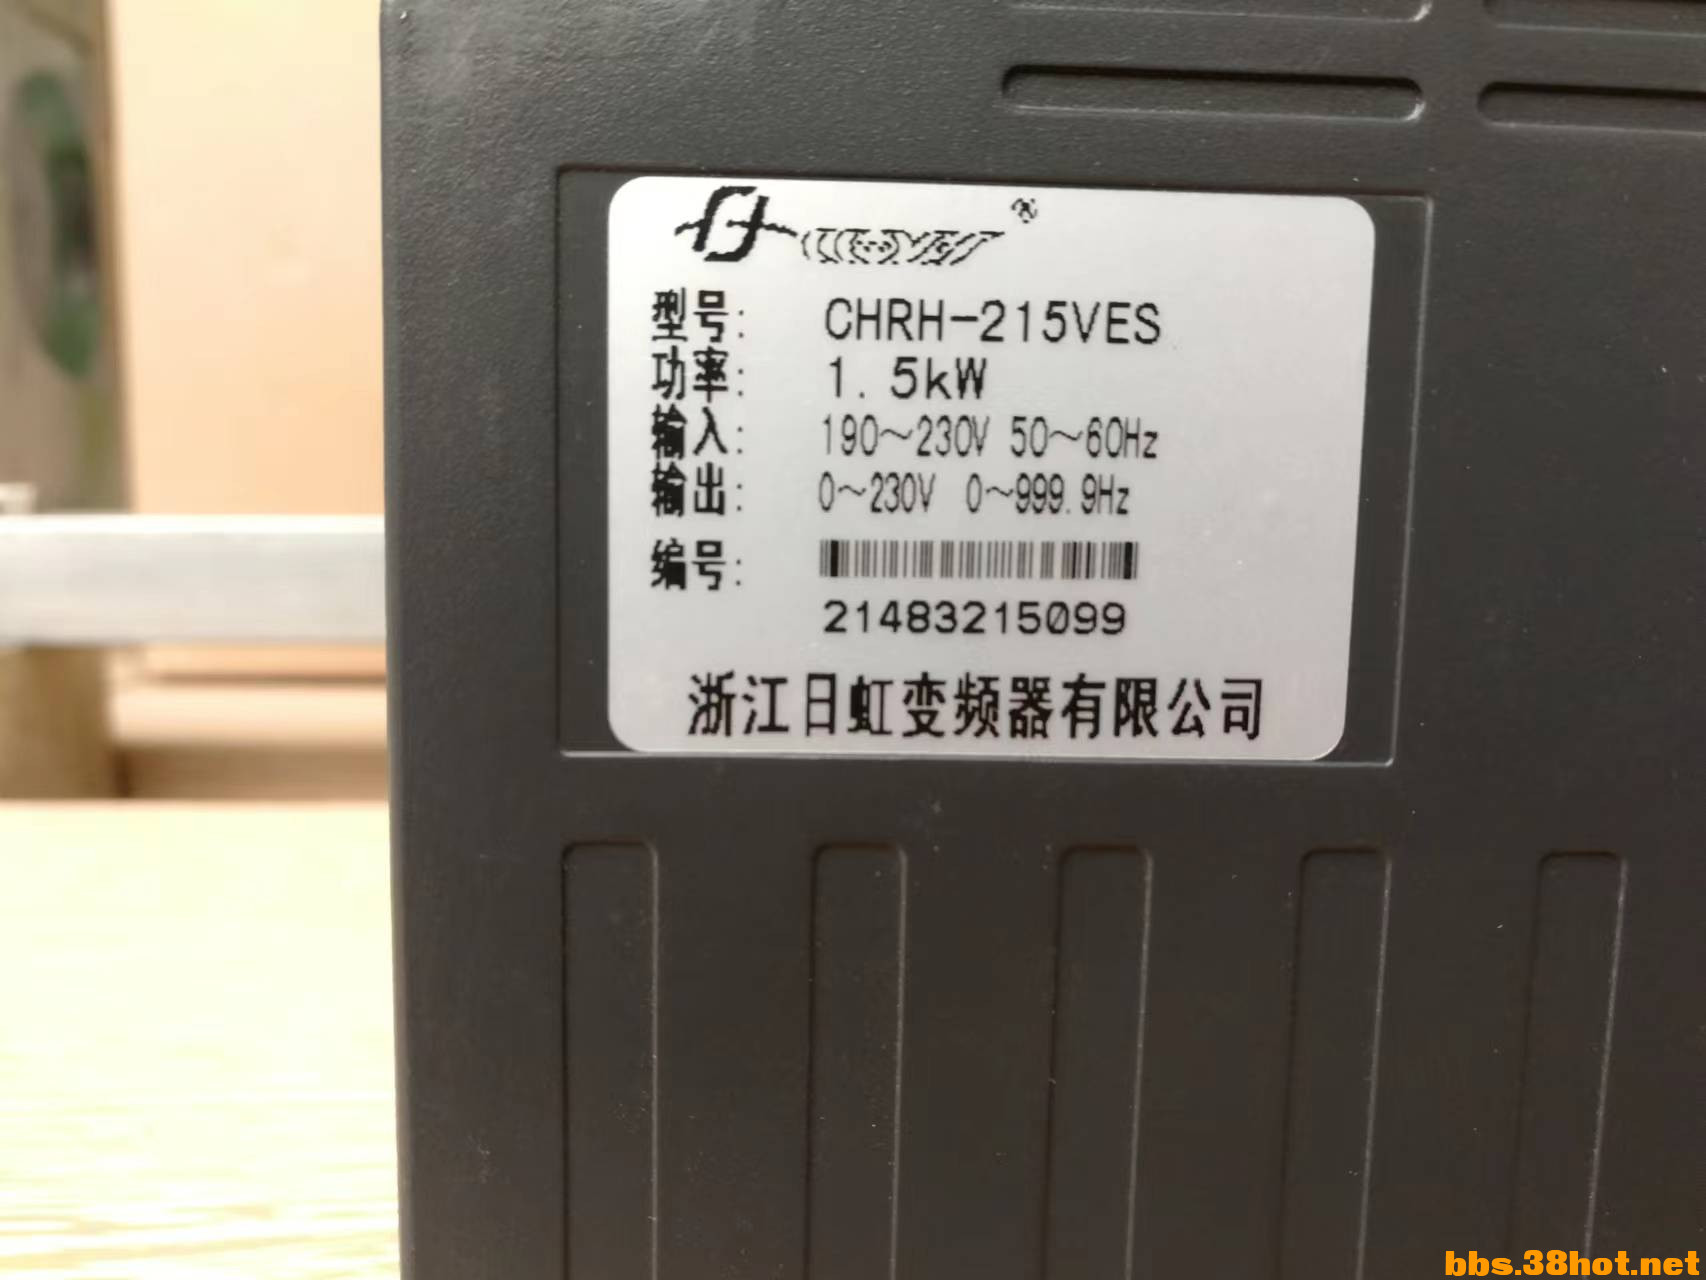 型号: CHRH-215VES
功率: 1.5kW
输入: 190~230V 50~60Hz
输出: 0~230V 0~999.9Hz
编号:
21483215099
浙江日虹变频器有限公司
bbs.38hot.net